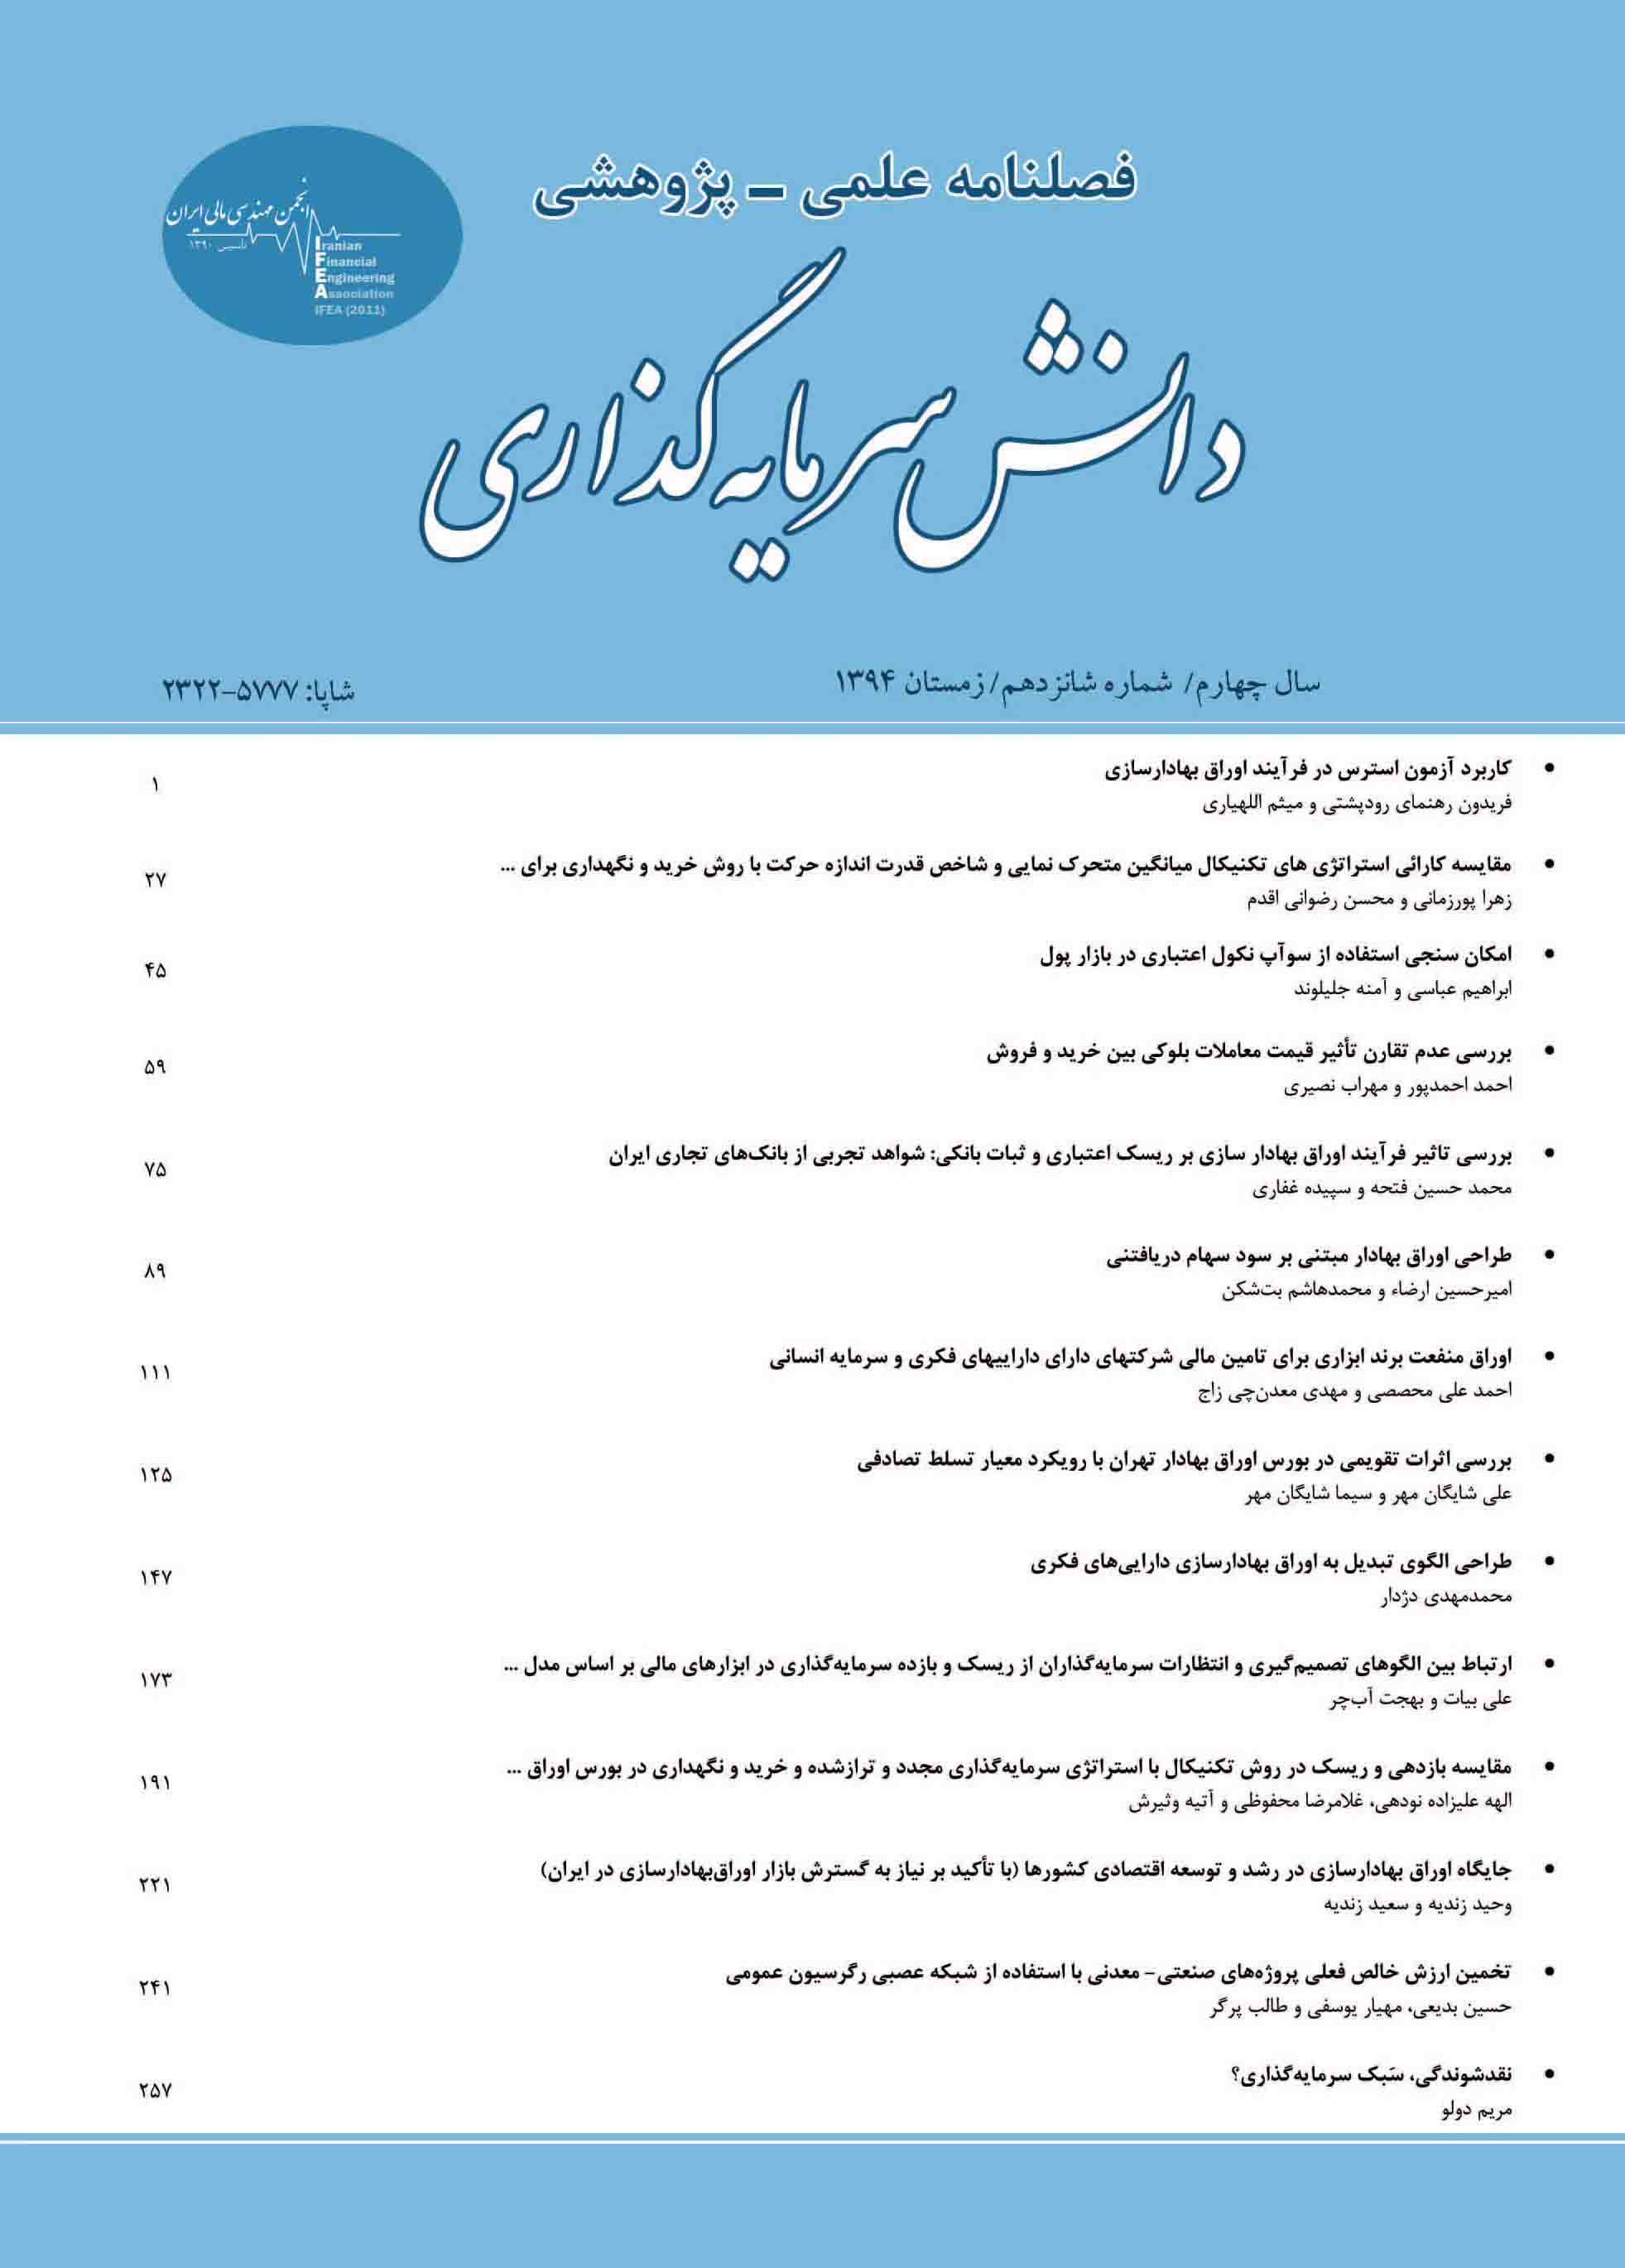 فصلنامه علمی ـ پژوهشی
انجمن مهندسی مالی ایران
تاسیس ۱۳۹۰
Iranian
Financial
Engineering
Association
IFEA (2011)
دانش سرمایه‌گذاری
سال چهارم/ شماره شانزدهم/ زمستان ۱۳۹۴
شاپا: ۵۷۷۷-۲۳۲۲
• کاربرد آزمون استرس در فرآیند اوراق بهادارسازی
فریدون رهنمای رودپشتی و میثم اللهیاری
۱
• مقایسه کارائی استراتژی های تکنیکال میانگین متحرک نمایی و شاخص قدرت اندازه حرکت با روش خرید و نگهداری برای ...
زهرا پورزمانی و محسن رضوانی اقدم
۲۷
• امکان سنجی استفاده از سوآپ نکول اعتباری در بازار پول
ابراهیم عباسی و آمنه جلیلوند
۴۵
• بررسی عدم تقارن تأثیر قیمت معاملات بلوکی بین خرید و فروش
احمد احمدپور و مهراب نصیری
۵۹
• بررسی تاثیر فرآیند اوراق بهادار سازی بر ریسک اعتباری و ثبات بانکی: شواهد تجربی از بانک‌های تجاری ایران
محمد حسین فتحه و سپیده غفاری
۷۵
• طراحی اوراق بهادار مبتنی بر سود سهام دریافتنی
امیرحسین ارضاء و محمدهاشم بت‌شکن
۸۹
• اوراق منفعت برند ابزاری برای تامین مالی شرکتهای دارای داراییهای فکری و سرمایه انسانی
احمد علی محصصی و مهدی معدن‌چی زاج
۱۱۱
• بررسی اثرات تقویمی در بورس اوراق بهادار تهران با رویکرد معیار تسلط تصادفی
علی شایگان مهر و سیما شایگان مهر
۱۲۵
• طراحی الگوی تبدیل به اوراق بهادارسازی دارایی‌های فکری
محمدمهدی دژدار
۱۴۷
• ارتباط بین الگوهای تصمیم‌گیری و انتظارات سرمایه‌گذاران از ریسک و بازده سرمایه‌گذاری در ابزارهای مالی بر اساس مدل ...
علی بیات و بهجت آب‌چر
۱۷۳
• مقایسه بازدهی و ریسک در روش تکنیکال با استراتژی سرمایه‌گذاری مجدد و ترازشده و خرید و نگهداری در بورس اوراق ...
الهه علیزاده نودهی، غلامرضا محفوظی و آتیه وثیرش
۱۹۱
• جایگاه اوراق بهادارسازی در رشد و توسعه اقتصادی کشورها (با تأکید بر نیاز به گسترش بازار اوراق‌بهادارسازی در ایران)
وحید زندیه و سعید زندیه
۲۲۱
• تخمین ارزش خالص فعلی پروژه‌های صنعتی- معدنی با استفاده از شبکه عصبی رگرسیون عمومی
حسین بدیعی، مهیار یوسفی و طالب پرگر
۲۴۱
• نقدشوندگی، سَبک سرمایه‌گذاری؟
مریم دولو
۲۵۷